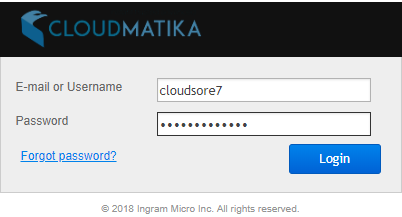 CLOUDMATIKA
E-mail or Username
cloudsore7
Password
•••••••••••••
Forgot password?
Login
© 2018 Ingram Micro Inc. All rights reserved.